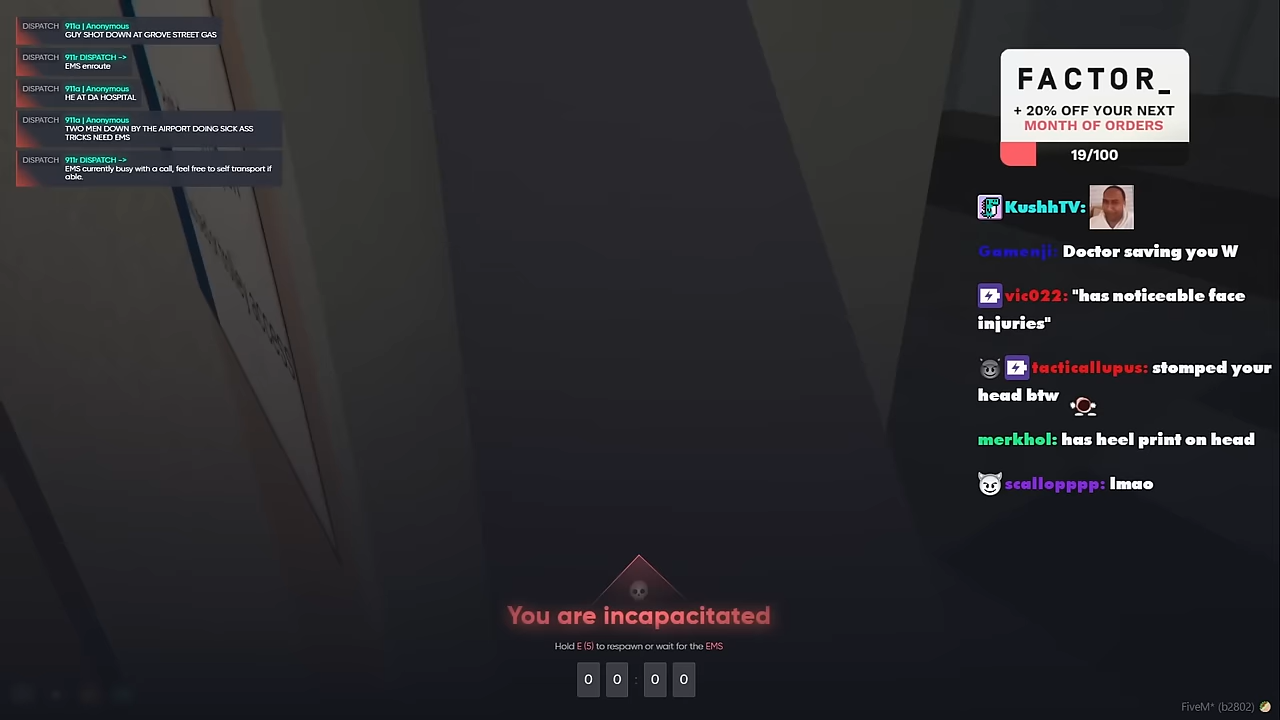 DISPATCH 911a | Anonymous
GUY SHOT DOWN AT GROVE STREET GAS
DISPATCH 911r DISPATCH ->
EMS enroute
DISPATCH 911a | Anonymous
HE AT DA HOSPITAL
DISPATCH 911a | Anonymous
TWO MEN DOWN BY THE AIRPORT DOING SICK ASS
TRICKS NEED EMS
DISPATCH 911r DISPATCH ->
EMS currently busy with a call, feel free to self transport if
able.
FACTOR_
+ 20% OFF YOUR NEXT
MONTH OF ORDERS
19/100
KushhTV:
Gamenji: Doctor saving you W
vic022: "has noticeable face
injuries"
tacticallupus: stomped your
head btw
merkhol: has heel print on head
scallopppp: lmao
You are incapacitated
Hold E (5) to respawn or wait for the EMS
0 0 : 0 0
FiveM* (b2802)